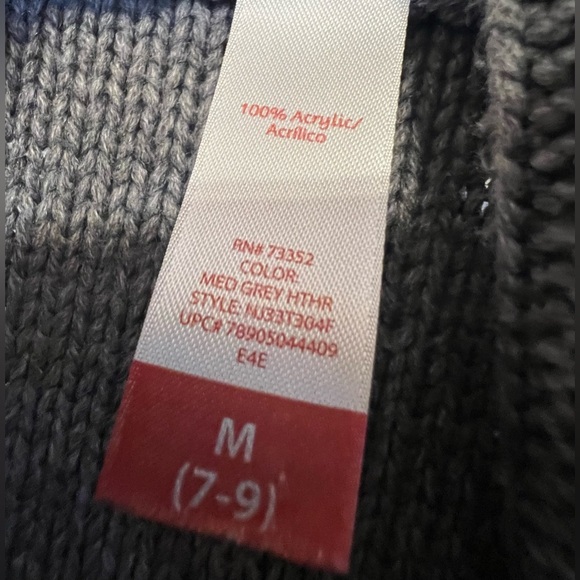 100% Acrylic/
Acrílico
RN# 73352
COLOR:
MED GREY HTHR
STYLE: NJ33T304F
UPC# 78905044409
E4E
M
(7-9)